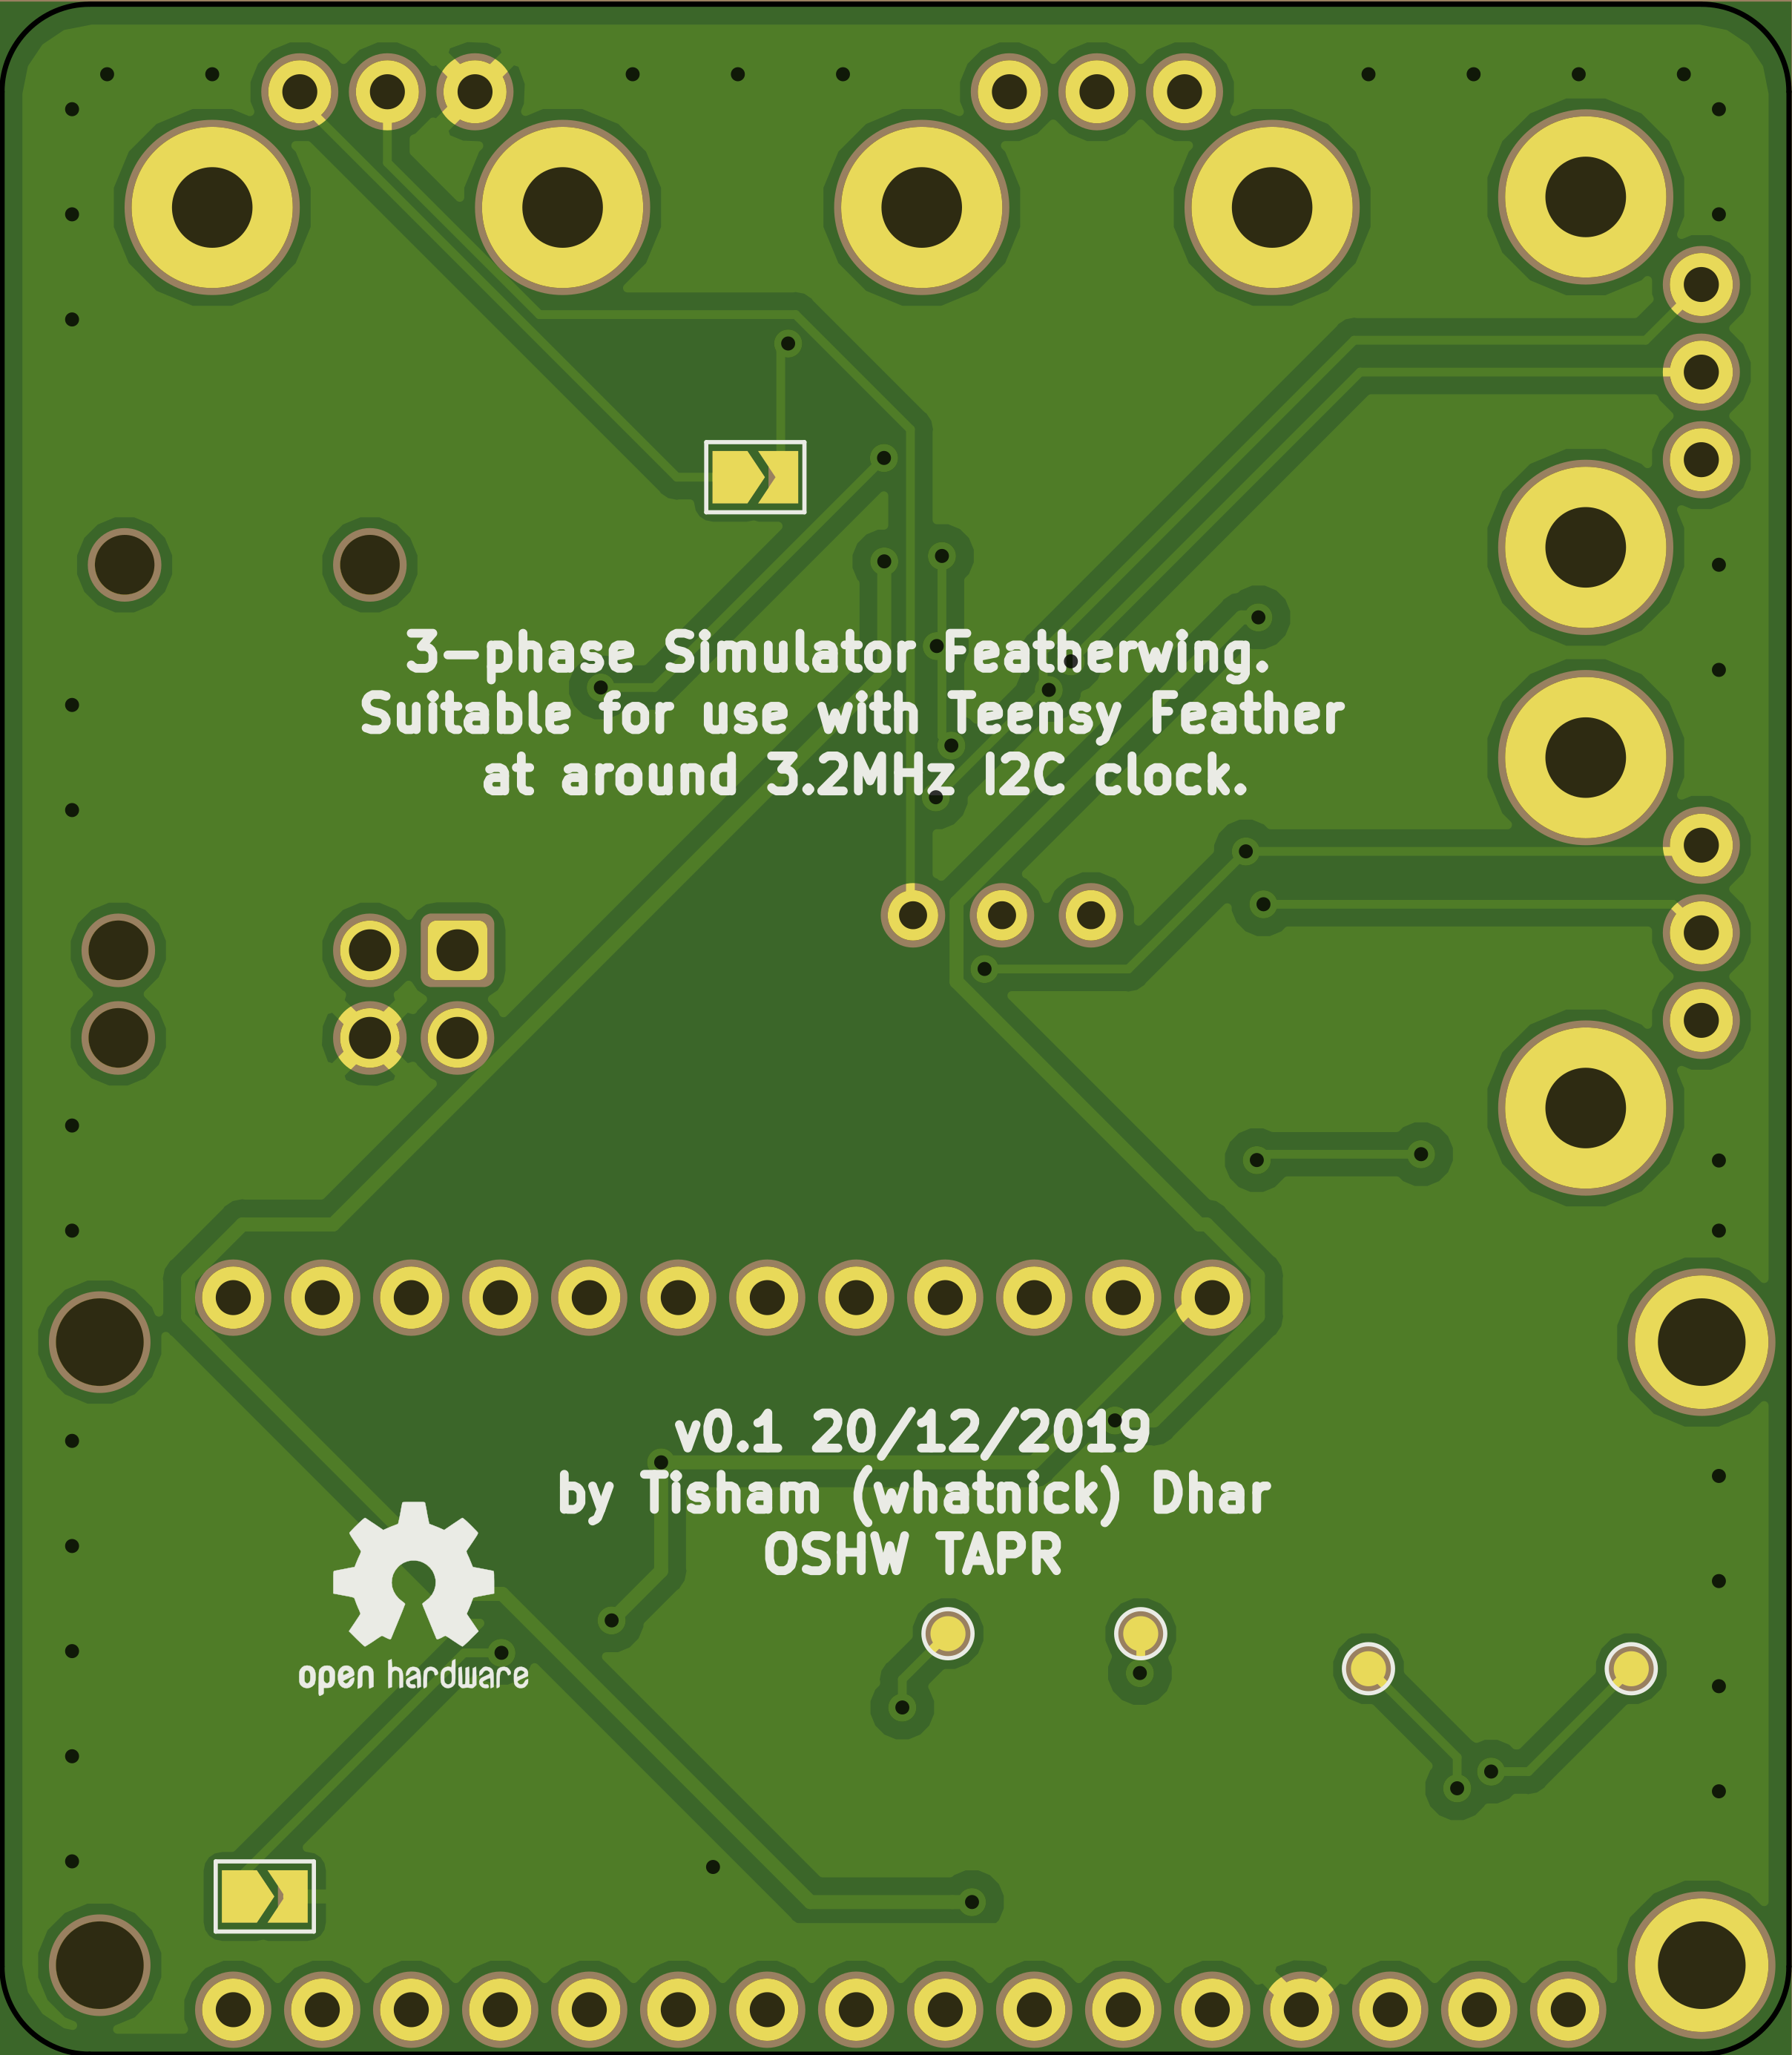 3-phase Simulator Featherwing.
Suitable for use with Teensy Feather
at around 3.2MHz I2C clock.
v0.1 20/12/2019
by Tisham (whatnick) Dhar
OSHW TAPR
open hardware